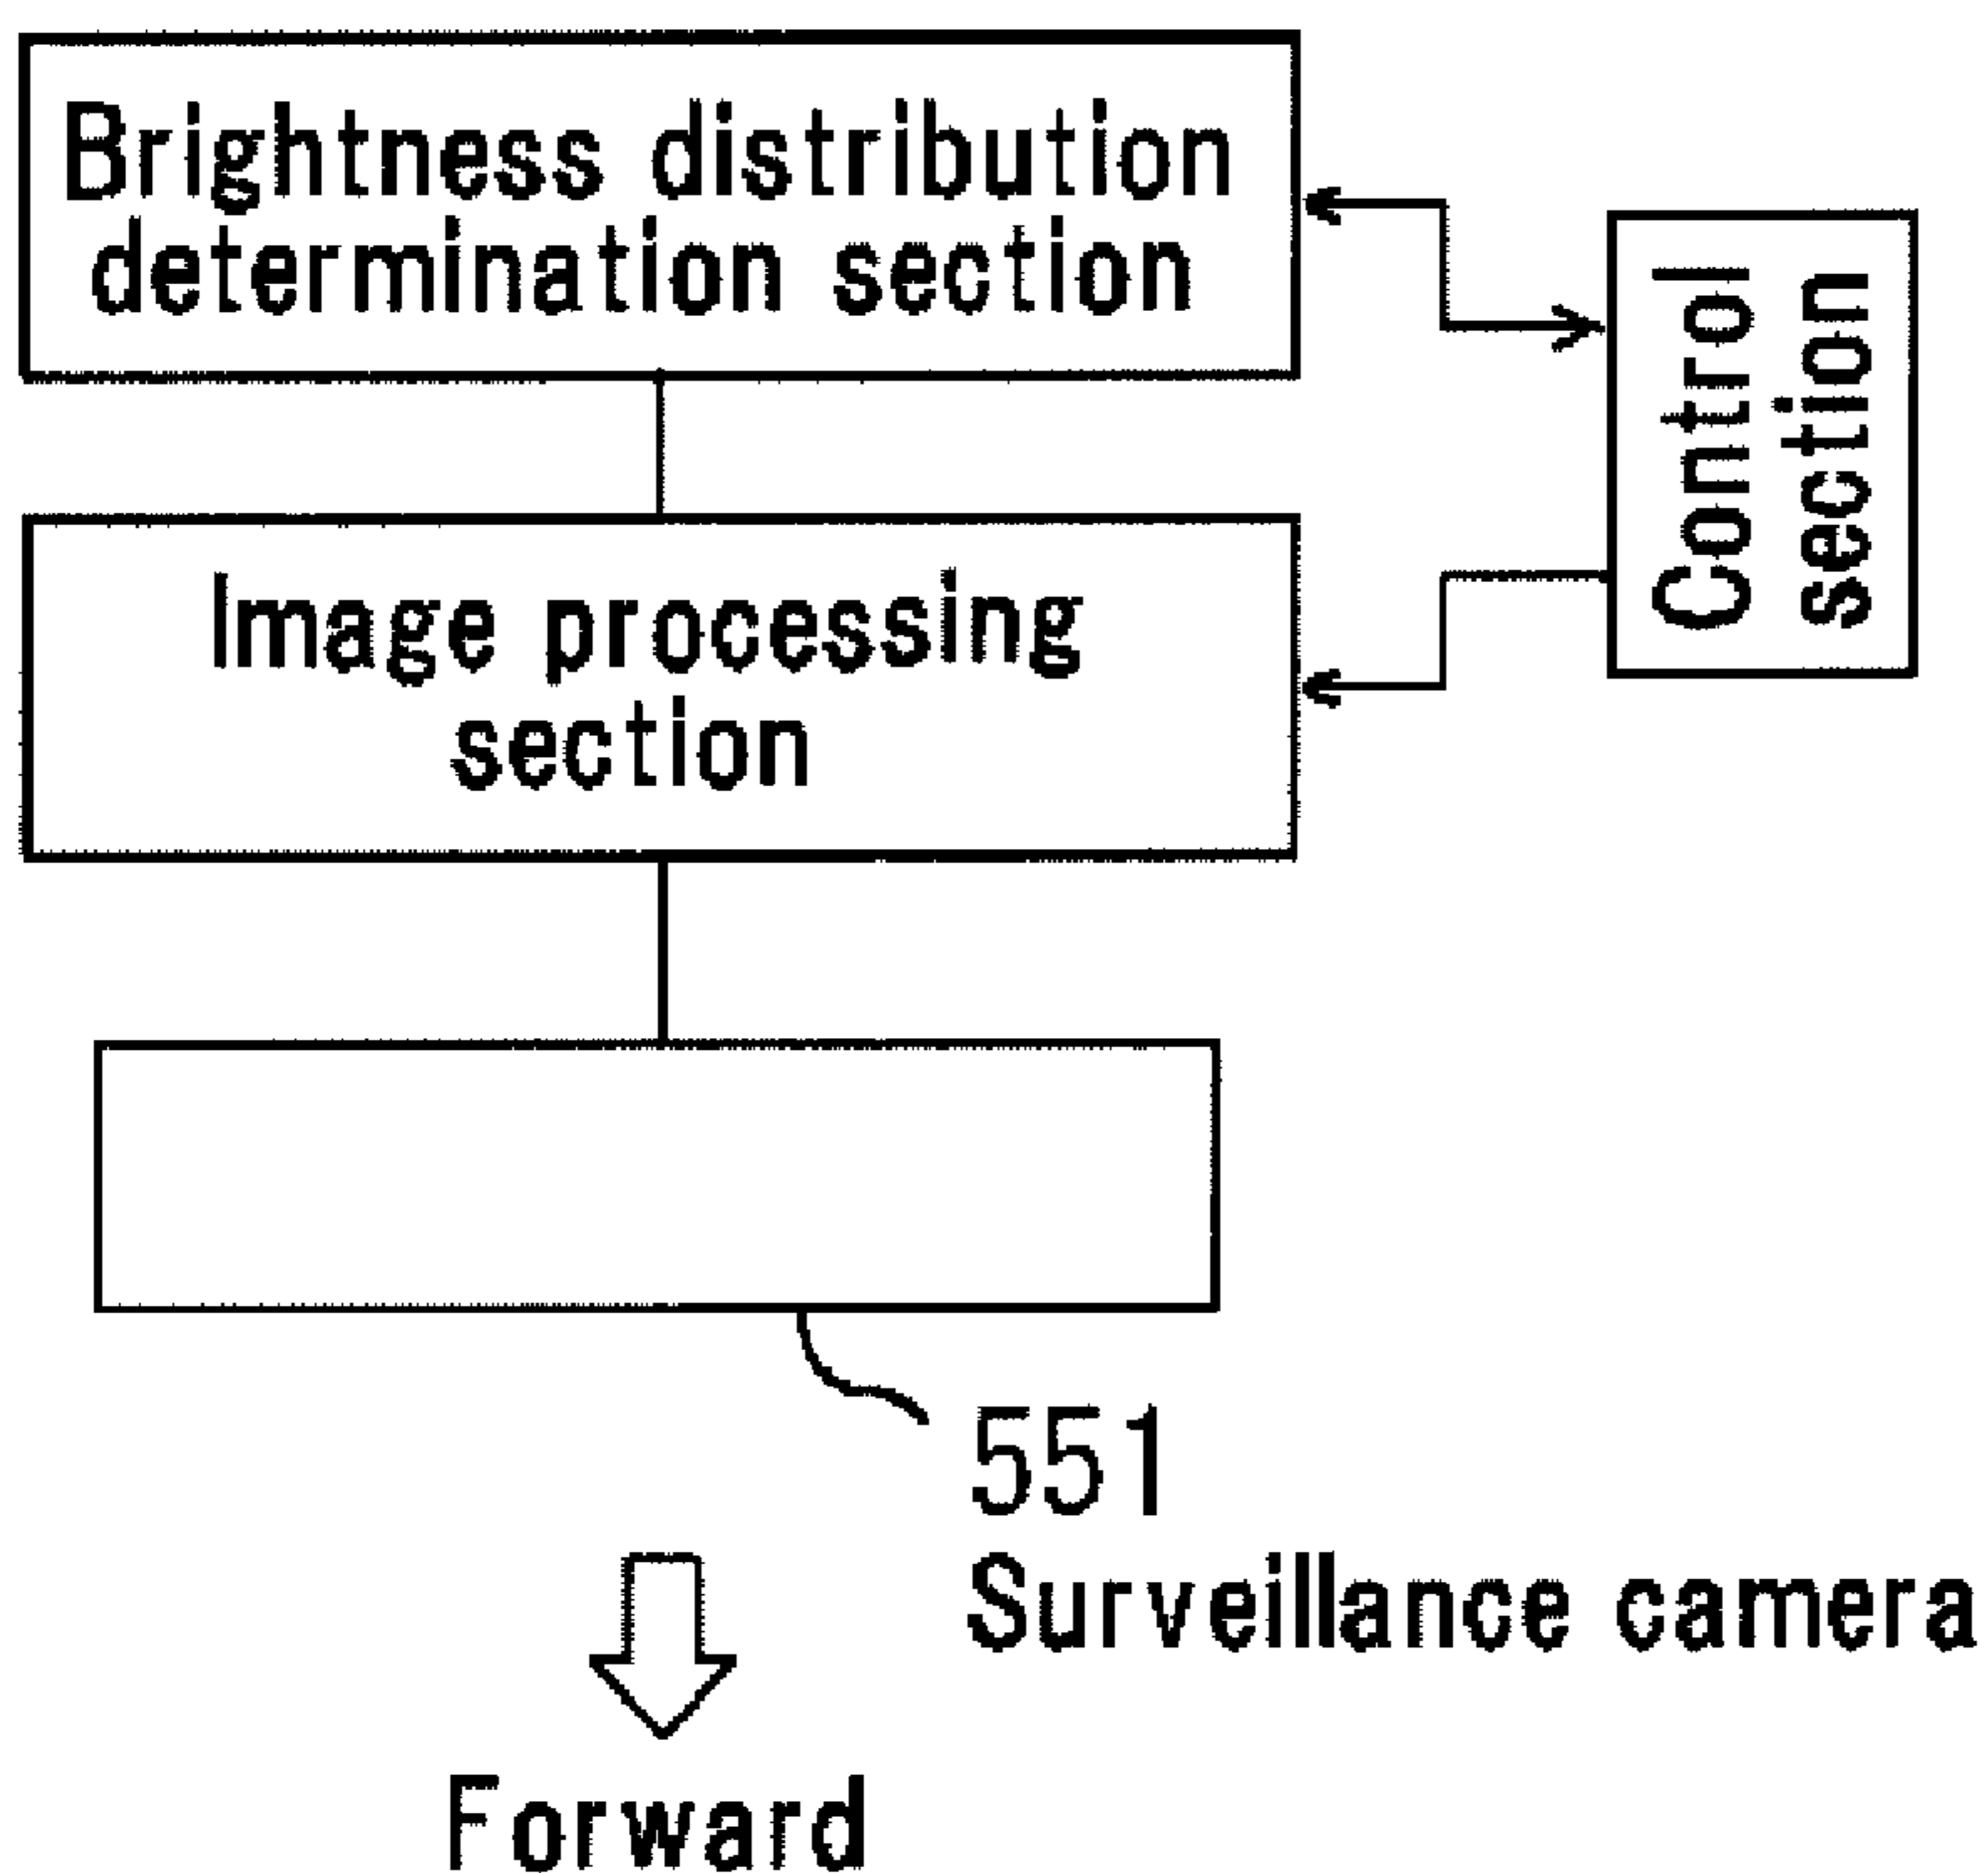 Brightness distribution
determination section
Control
section
Image processing
section
551
Surveillance camera
Forward